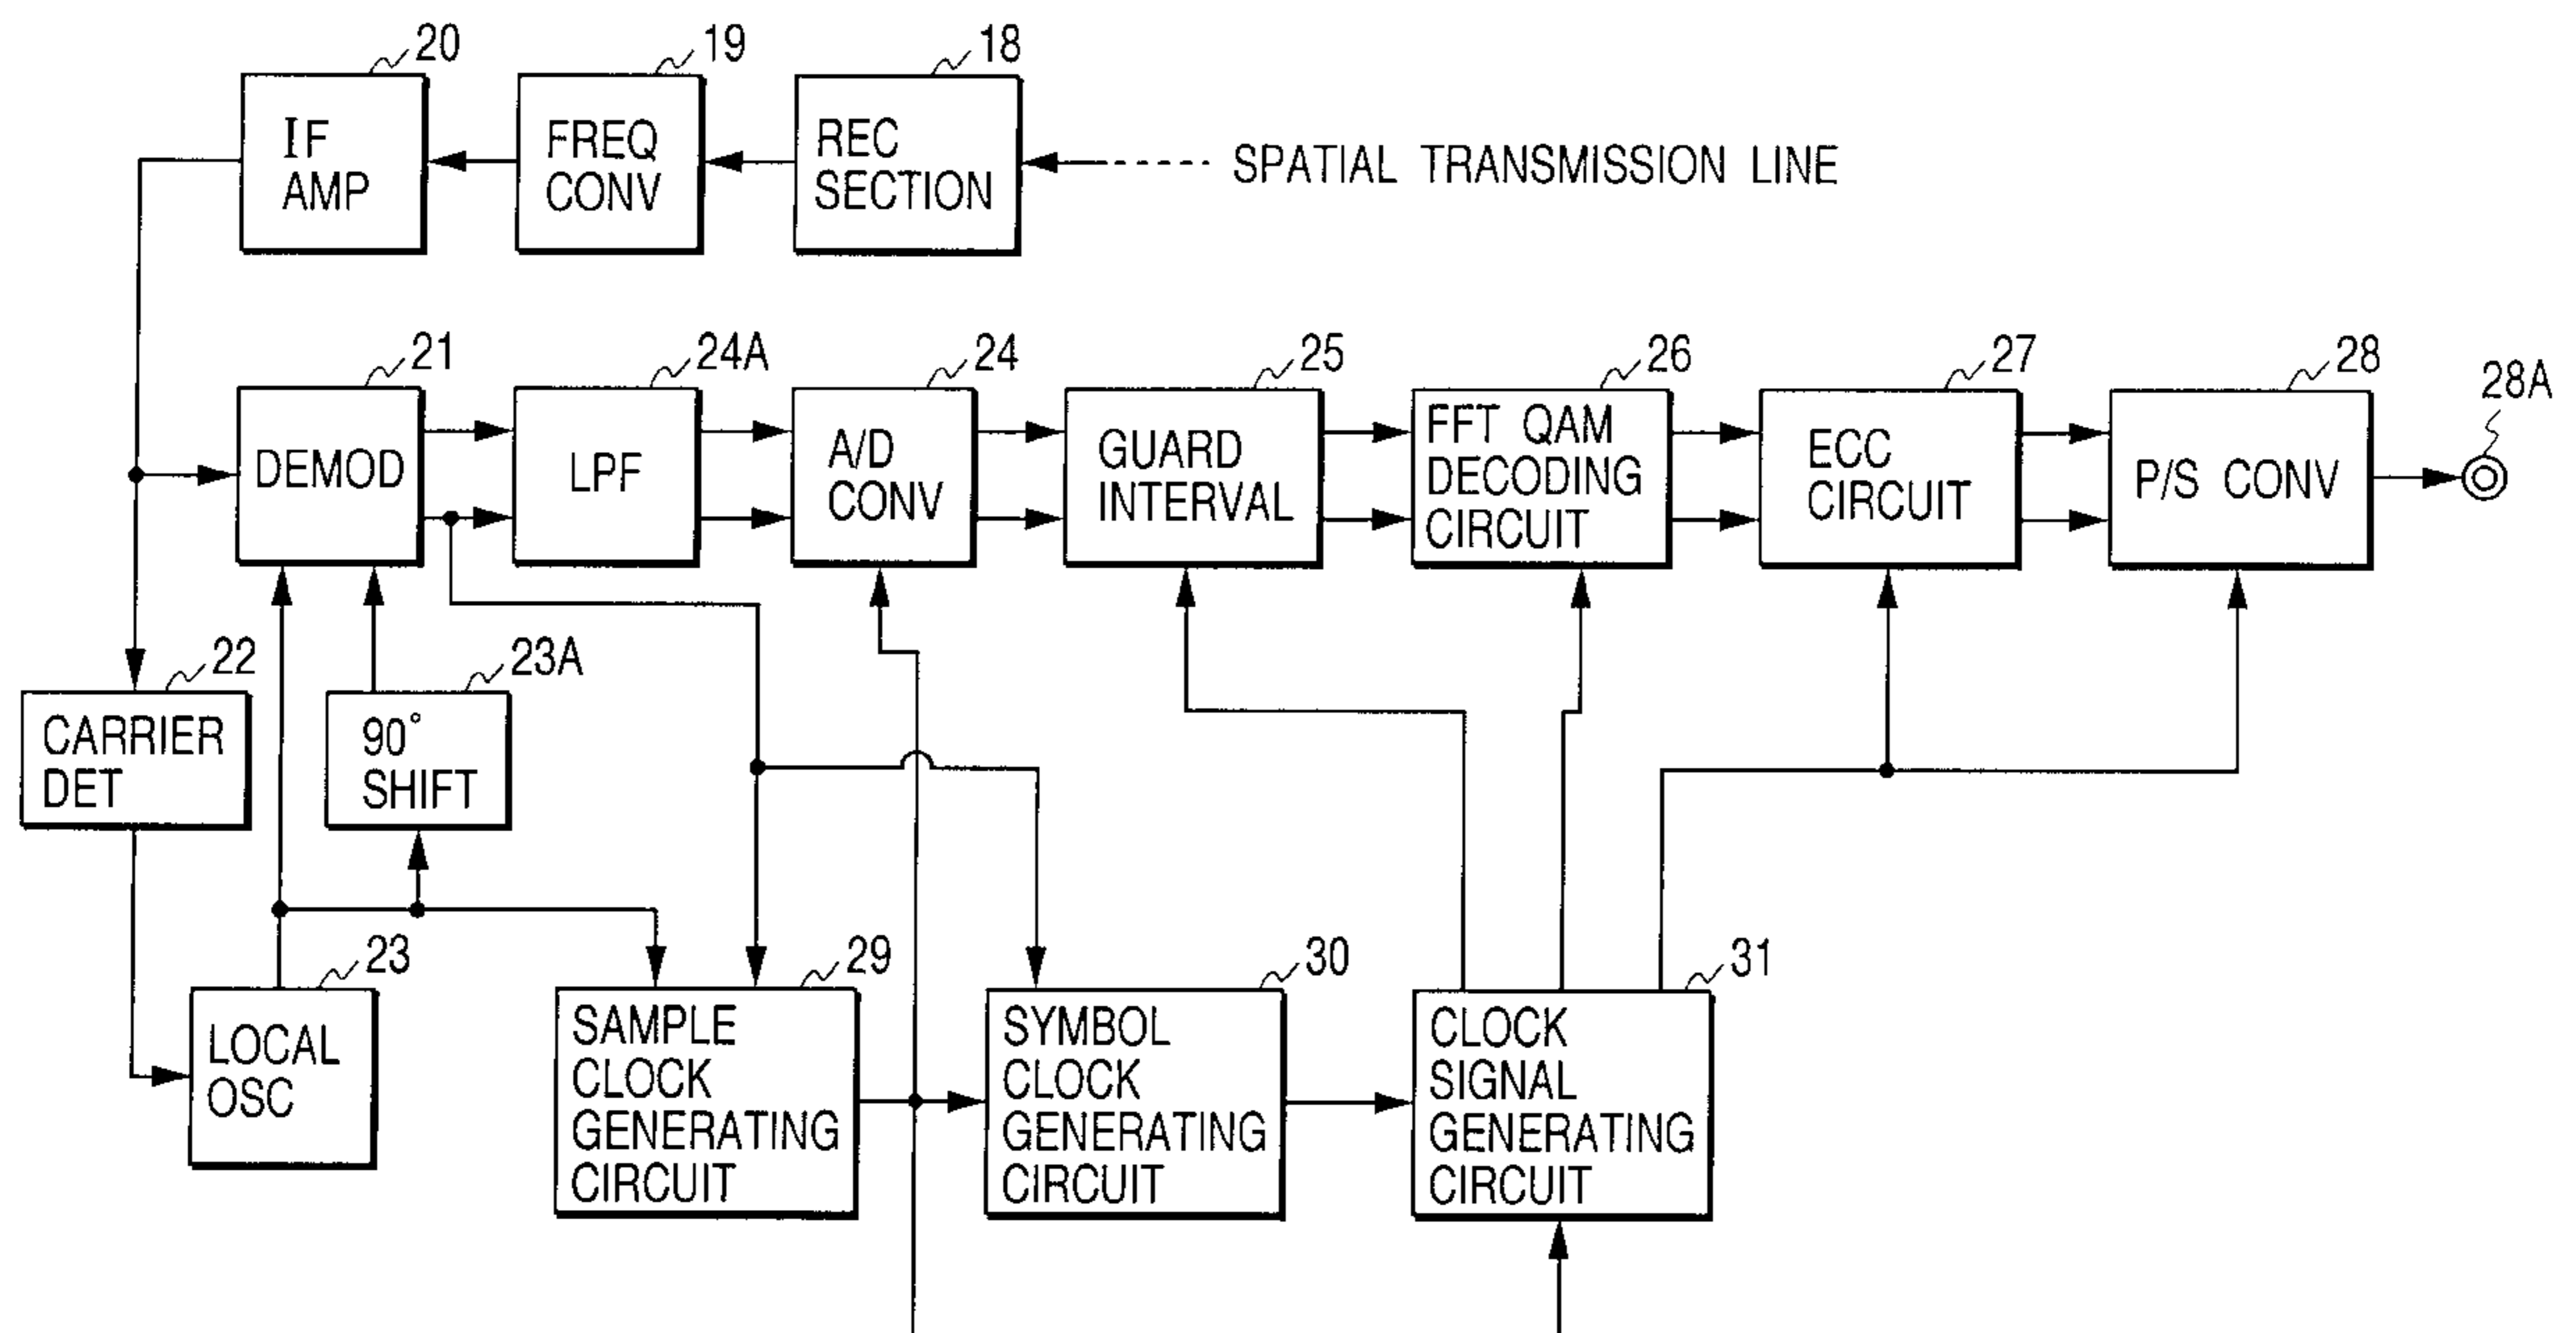 20
19
18
IF
AMP
FREQ
CONV
REC
SECTION
SPATIAL TRANSMISSION LINE
21
24A
24
25
26
27
28
28A
DEMOD
LPF
A/D
CONV
GUARD
INTERVAL
FFT QAM
DECODING
CIRCUIT
ECC
CIRCUIT
P/S CONV
22
23A
CARRIER
DET
90°
SHIFT
23
29
30
31
LOCAL
OSC
SAMPLE
CLOCK
GENERATING
CIRCUIT
SYMBOL
CLOCK
GENERATING
CIRCUIT
CLOCK
SIGNAL
GENERATING
CIRCUIT